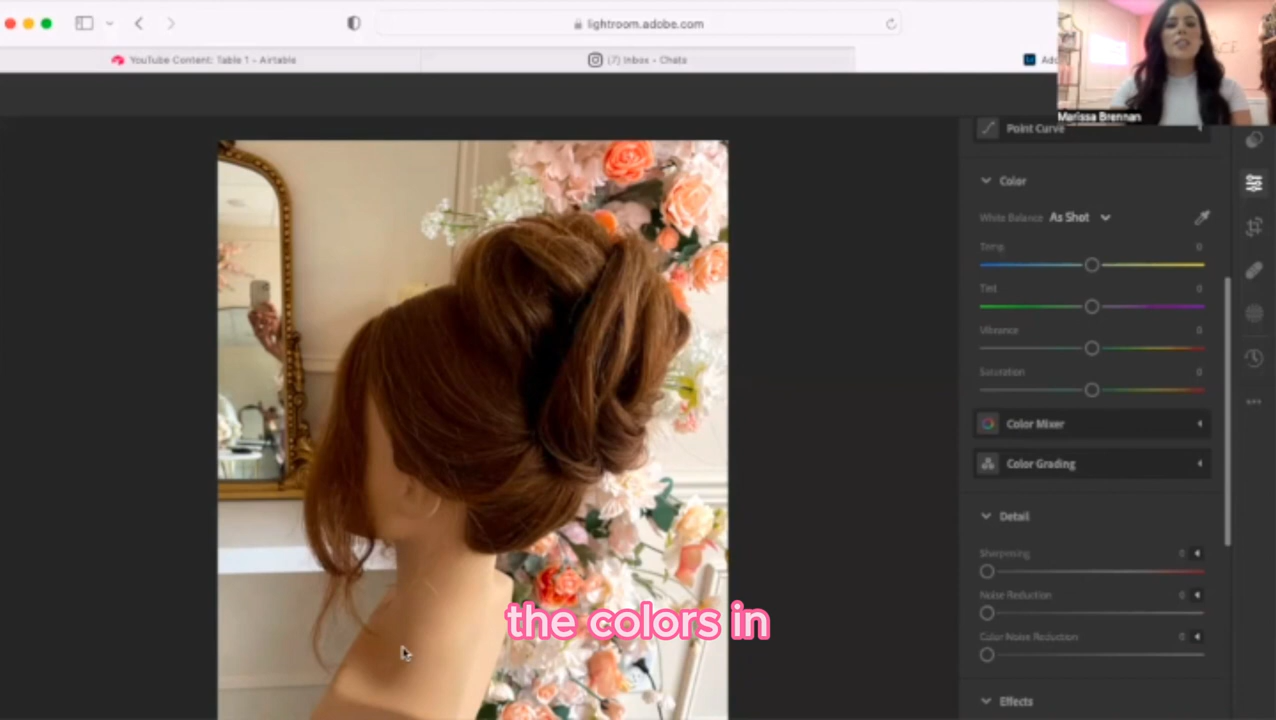 lightroom.adobe.com
YouTube Content: Table 1 - Airtable
(7) Inbox - Chats
Marissa Brennan
Point Curve
Color
White Balance As Shot
Temp 0
Tint 0
Vibrance 0
Saturation 0
Color Mixer
Color Grading
Detail
Sharpening 0
Noise Reduction 0
Color Noise Reduction 0
Effects
the colors in